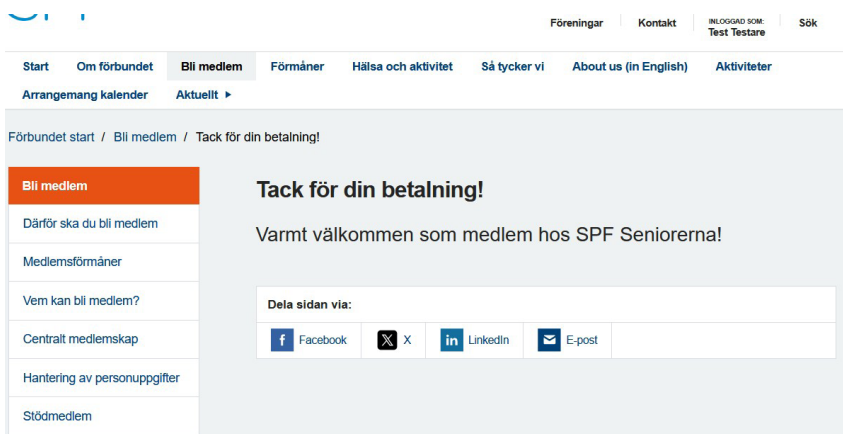 Föreningar Kontakt INLOGGAD SOM: Sök
Test Testare
Start Om förbundet Bli medlem Förmåner Hälsa och aktivitet Så tycker vi About us (in English) Aktiviteter
Arrangemang kalender Aktuellt ▶
Förbundet start / Bli medlem / Tack för din betalning!
Bli medlem
Därför ska du bli medlem
Medlemsförmåner
Vem kan bli medlem?
Centralt medlemskap
Hantering av personuppgifter
Stödmedlem
Tack för din betalning!
Varmt välkommen som medlem hos SPF Seniorerna!
Dela sidan via:
Facebook X LinkedIn E-post